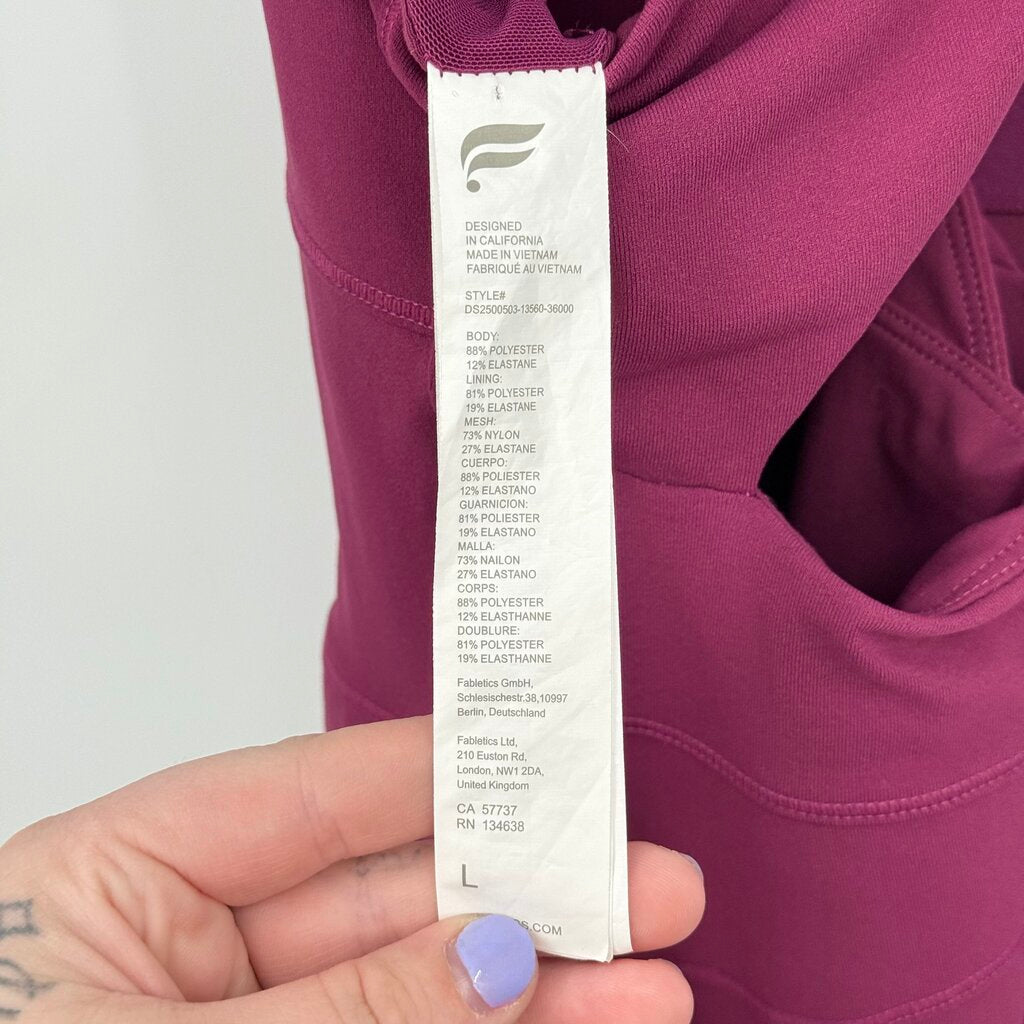 DESIGNED
IN CALIFORNIA
MADE IN VIETNAM
FABRIQUÉ AU VIETNAM
STYLE#
DS2500503-13560-36000
BODY:
88% POLYESTER
12% ELASTANE
LINING:
81% POLYESTER
19% ELASTANE
MESH:
73% NYLON
27% ELASTANE
CUERPO:
88% POLIESTER
12% ELASTANO
GUARNICION:
81% POLIESTER
19% ELASTANO
MALLA:
73% NAILON
27% ELASTANO
CORPS:
88% POLYESTER
12% ELASTHANNE
DOUBLURE:
81% POLYESTER
19% ELASTHANNE
Fabletics GmbH,
Schlesischestr.38,10997
Berlin, Deutschland
Fabletics Ltd,
210 Euston Rd,
London, NW1 2DA,
United Kingdom
CA 57737
RN 134638
L
.COM